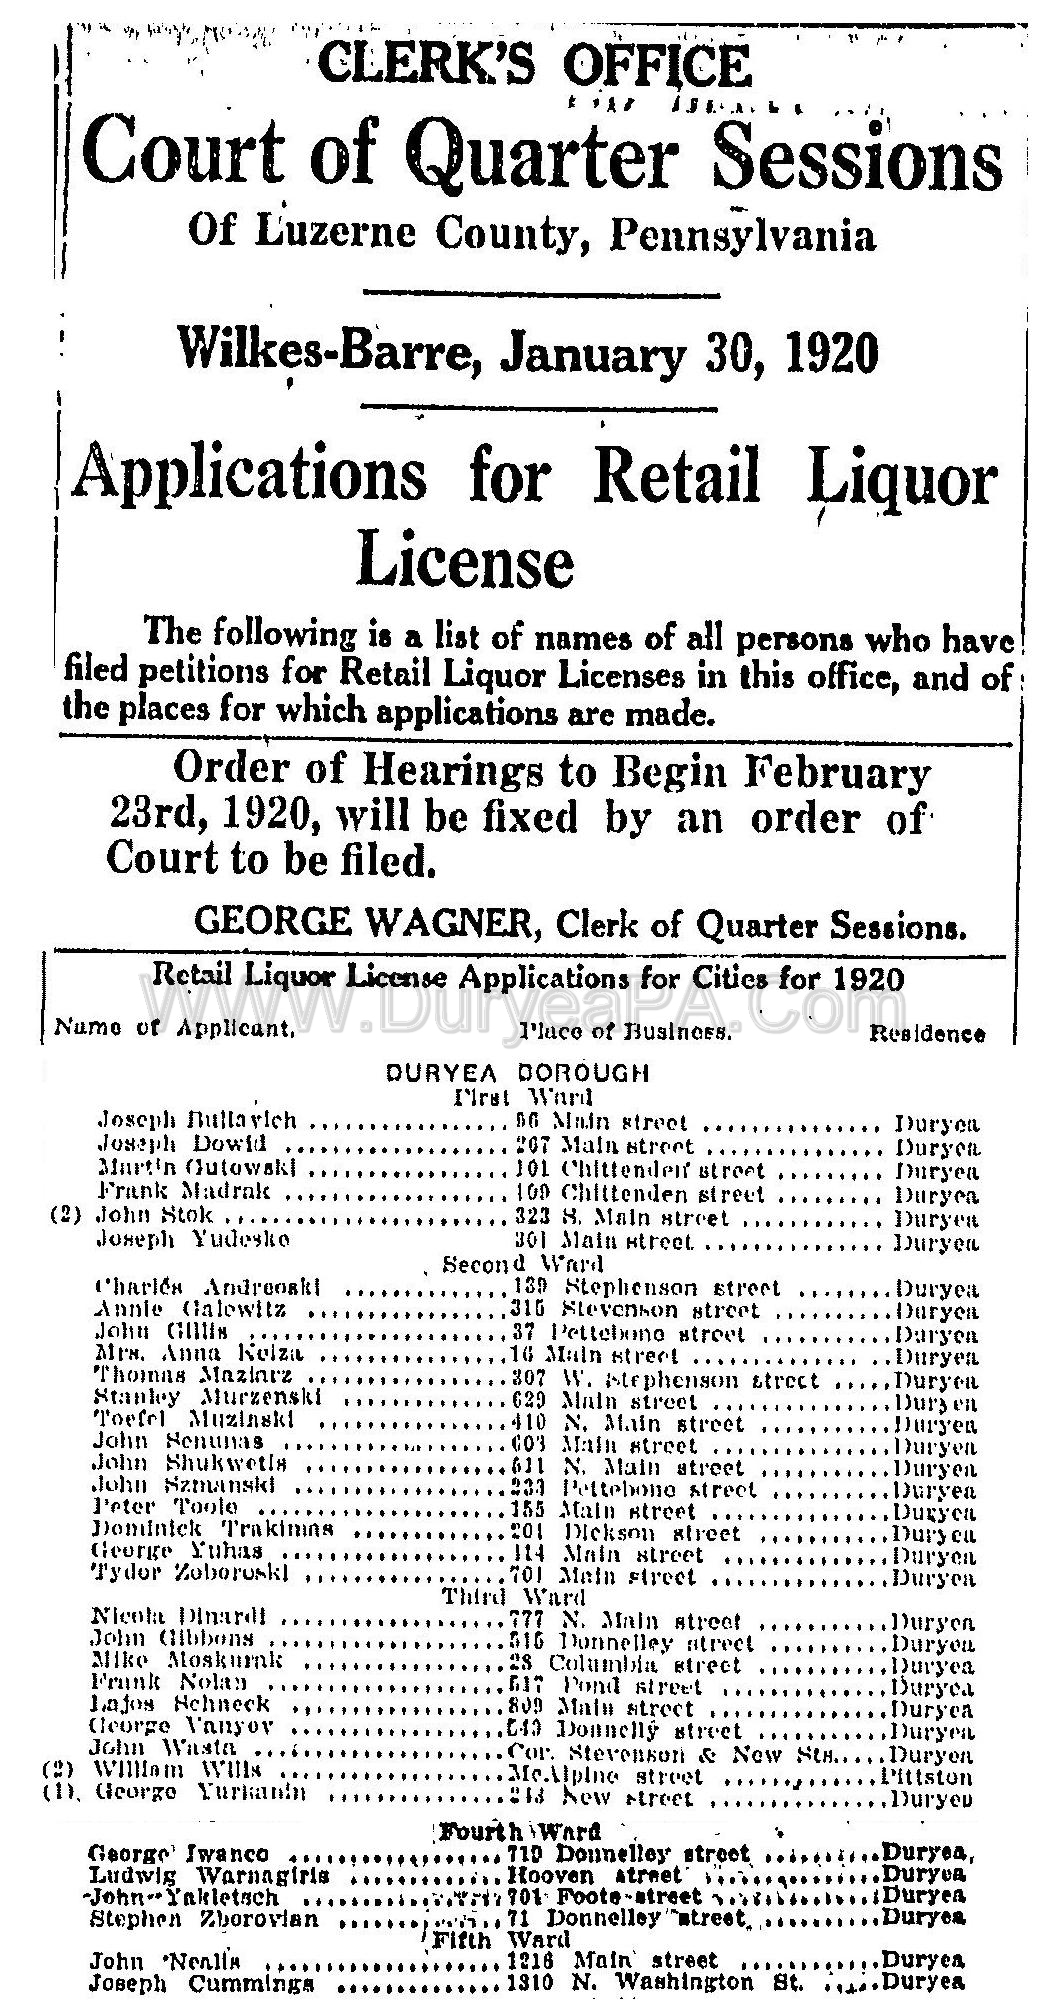 CLERK'S OFFICE
Court of Quarter Sessions
Of Luzerne County, Pennsylvania
Wilkes-Barre, January 30, 1920
Applications for Retail Liquor
License
The following is a list of names of all persons who have
filed petitions for Retail Liquor Licenses in this office, and of
the places for which applications are made.
Order of Hearings to Begin February
23rd, 1920, will be fixed by an order of
Court to be filed.
GEORGE WAGNER, Clerk of Quarter Sessions.
Retail Liquor License Applications for Cities for 1920
www.DuryeaPA.Com
Name of Applicant. Place of Business. Residence
DURYEA BOROUGH
First Ward
Joseph Bullavich ................. 66 Main street ............... Duryea
Joseph Dowid ................... 207 Main street ............... Duryea
Martin Gutowski ................. 101 Chittenden street .......... Duryea
Frank Madrak ................... 109 Chittenden street .......... Duryea
(2) John Stok ........................ 323 S. Main street ............ Duryea
Joseph Yudesko 301 Main street ............... Duryea
Second Ward
Charles Andreoski .............. 139 Stephenson street ........ Duryea
Annie Galewitz ................. 315 Stevenson street .......... Duryea
John Gillis ...................... 37 Pettebone street ........... Duryea
Mrs. Anna Keiza ................ 16 Main street ................ Duryea
Thomas Maziarz ................ 307 W. Stephenson street ..... Duryea
Stanley Murzenski .............. 629 Main street .............. Duryea
Toefel Muzinski ................ 410 N. Main street ........... Duryea
John Senunas ................... 603 Main street .............. Duryea
John Shukwetis ................. 511 N. Main street ........... Duryea
John Szmanski .................. 233 Pettebone street .......... Duryea
Peter Toole ..................... 155 Main street .............. Duryea
Dominick Trakimas ............. 201 Dickson street ........... Duryea
George Yuhas ................... 114 Main street .............. Duryea
Tydor Zoboroski ................ 701 Main street .............. Duryea
Third Ward
Nicola Dinardi .................. 777 N. Main street ........... Duryea
John Gibbons ................... 515 Donnelley street .......... Duryea
Mike Moskurak ................. 28 Columbia street ........... Duryea
Frank Nolan .................... 517 Pond street .............. Duryea
Lajos Schneck .................. 809 Main street .............. Duryea
George Vanyov ................. 543 Donnelly street ........... Duryea
John Wasta ..................... Cor. Stevenson & New Sts..... Duryea
(2) William Wills .................. McAlpine street ............ Pittston
(1). George Yurkanin ............... 243 New street .............. Duryea
Fourth Ward
George Iwanco ................. 719 Donnelley street .......... Duryea,
Ludwig Warnagiris ............. Hooven street ............... Duryea
John Yakletsch ................. 701 Foote street .............. Duryea
Stephen Zborovian .............. 71 Donnelley street, .......... Duryea
Fifth Ward
John Nealis .................... 1216 Main street ............. Duryea
Joseph Cummings ............... 1310 N. Washington St. ...... Duryea